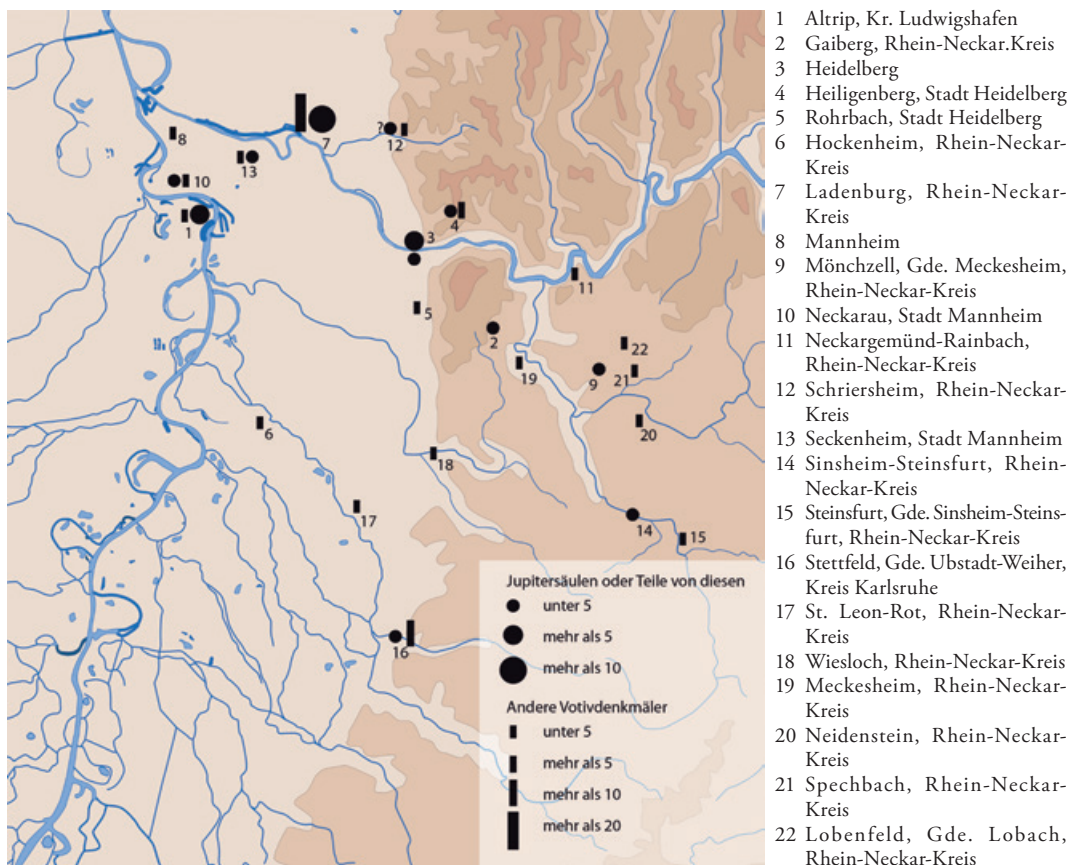 8
7
? 12
13
10
1
4
3
11
5
2
22
19
9
21
20
6
18
17
14
15
16
Jupitersäulen oder Teile von diesen
unter 5
mehr als 5
mehr als 10
Andere Votivdenkmäler
unter 5
mehr als 5
mehr als 10
mehr als 20
1 Altrip, Kr. Ludwigshafen
2 Gaiberg, Rhein-Neckar.Kreis
3 Heidelberg
4 Heiligenberg, Stadt Heidelberg
5 Rohrbach, Stadt Heidelberg
6 Hockenheim, Rhein-Neckar-
Kreis
7 Ladenburg, Rhein-Neckar-
Kreis
8 Mannheim
9 Mönchzell, Gde. Meckesheim,
Rhein-Neckar-Kreis
10 Neckarau, Stadt Mannheim
11 Neckargemünd-Rainbach,
Rhein-Neckar-Kreis
12 Schriersheim, Rhein-Neckar-
Kreis
13 Seckenheim, Stadt Mannheim
14 Sinsheim-Steinsfurt, Rhein-
Neckar-Kreis
15 Steinsfurt, Gde. Sinsheim-Steins-
furt, Rhein-Neckar-Kreis
16 Stettfeld, Gde. Ubstadt-Weiher,
Kreis Karlsruhe
17 St. Leon-Rot, Rhein-Neckar-
Kreis
18 Wiesloch, Rhein-Neckar-Kreis
19 Meckesheim, Rhein-Neckar-
Kreis
20 Neidenstein, Rhein-Neckar-
Kreis
21 Spechbach, Rhein-Neckar-
Kreis
22 Lobenfeld, Gde. Lobach,
Rhein-Neckar-Kreis